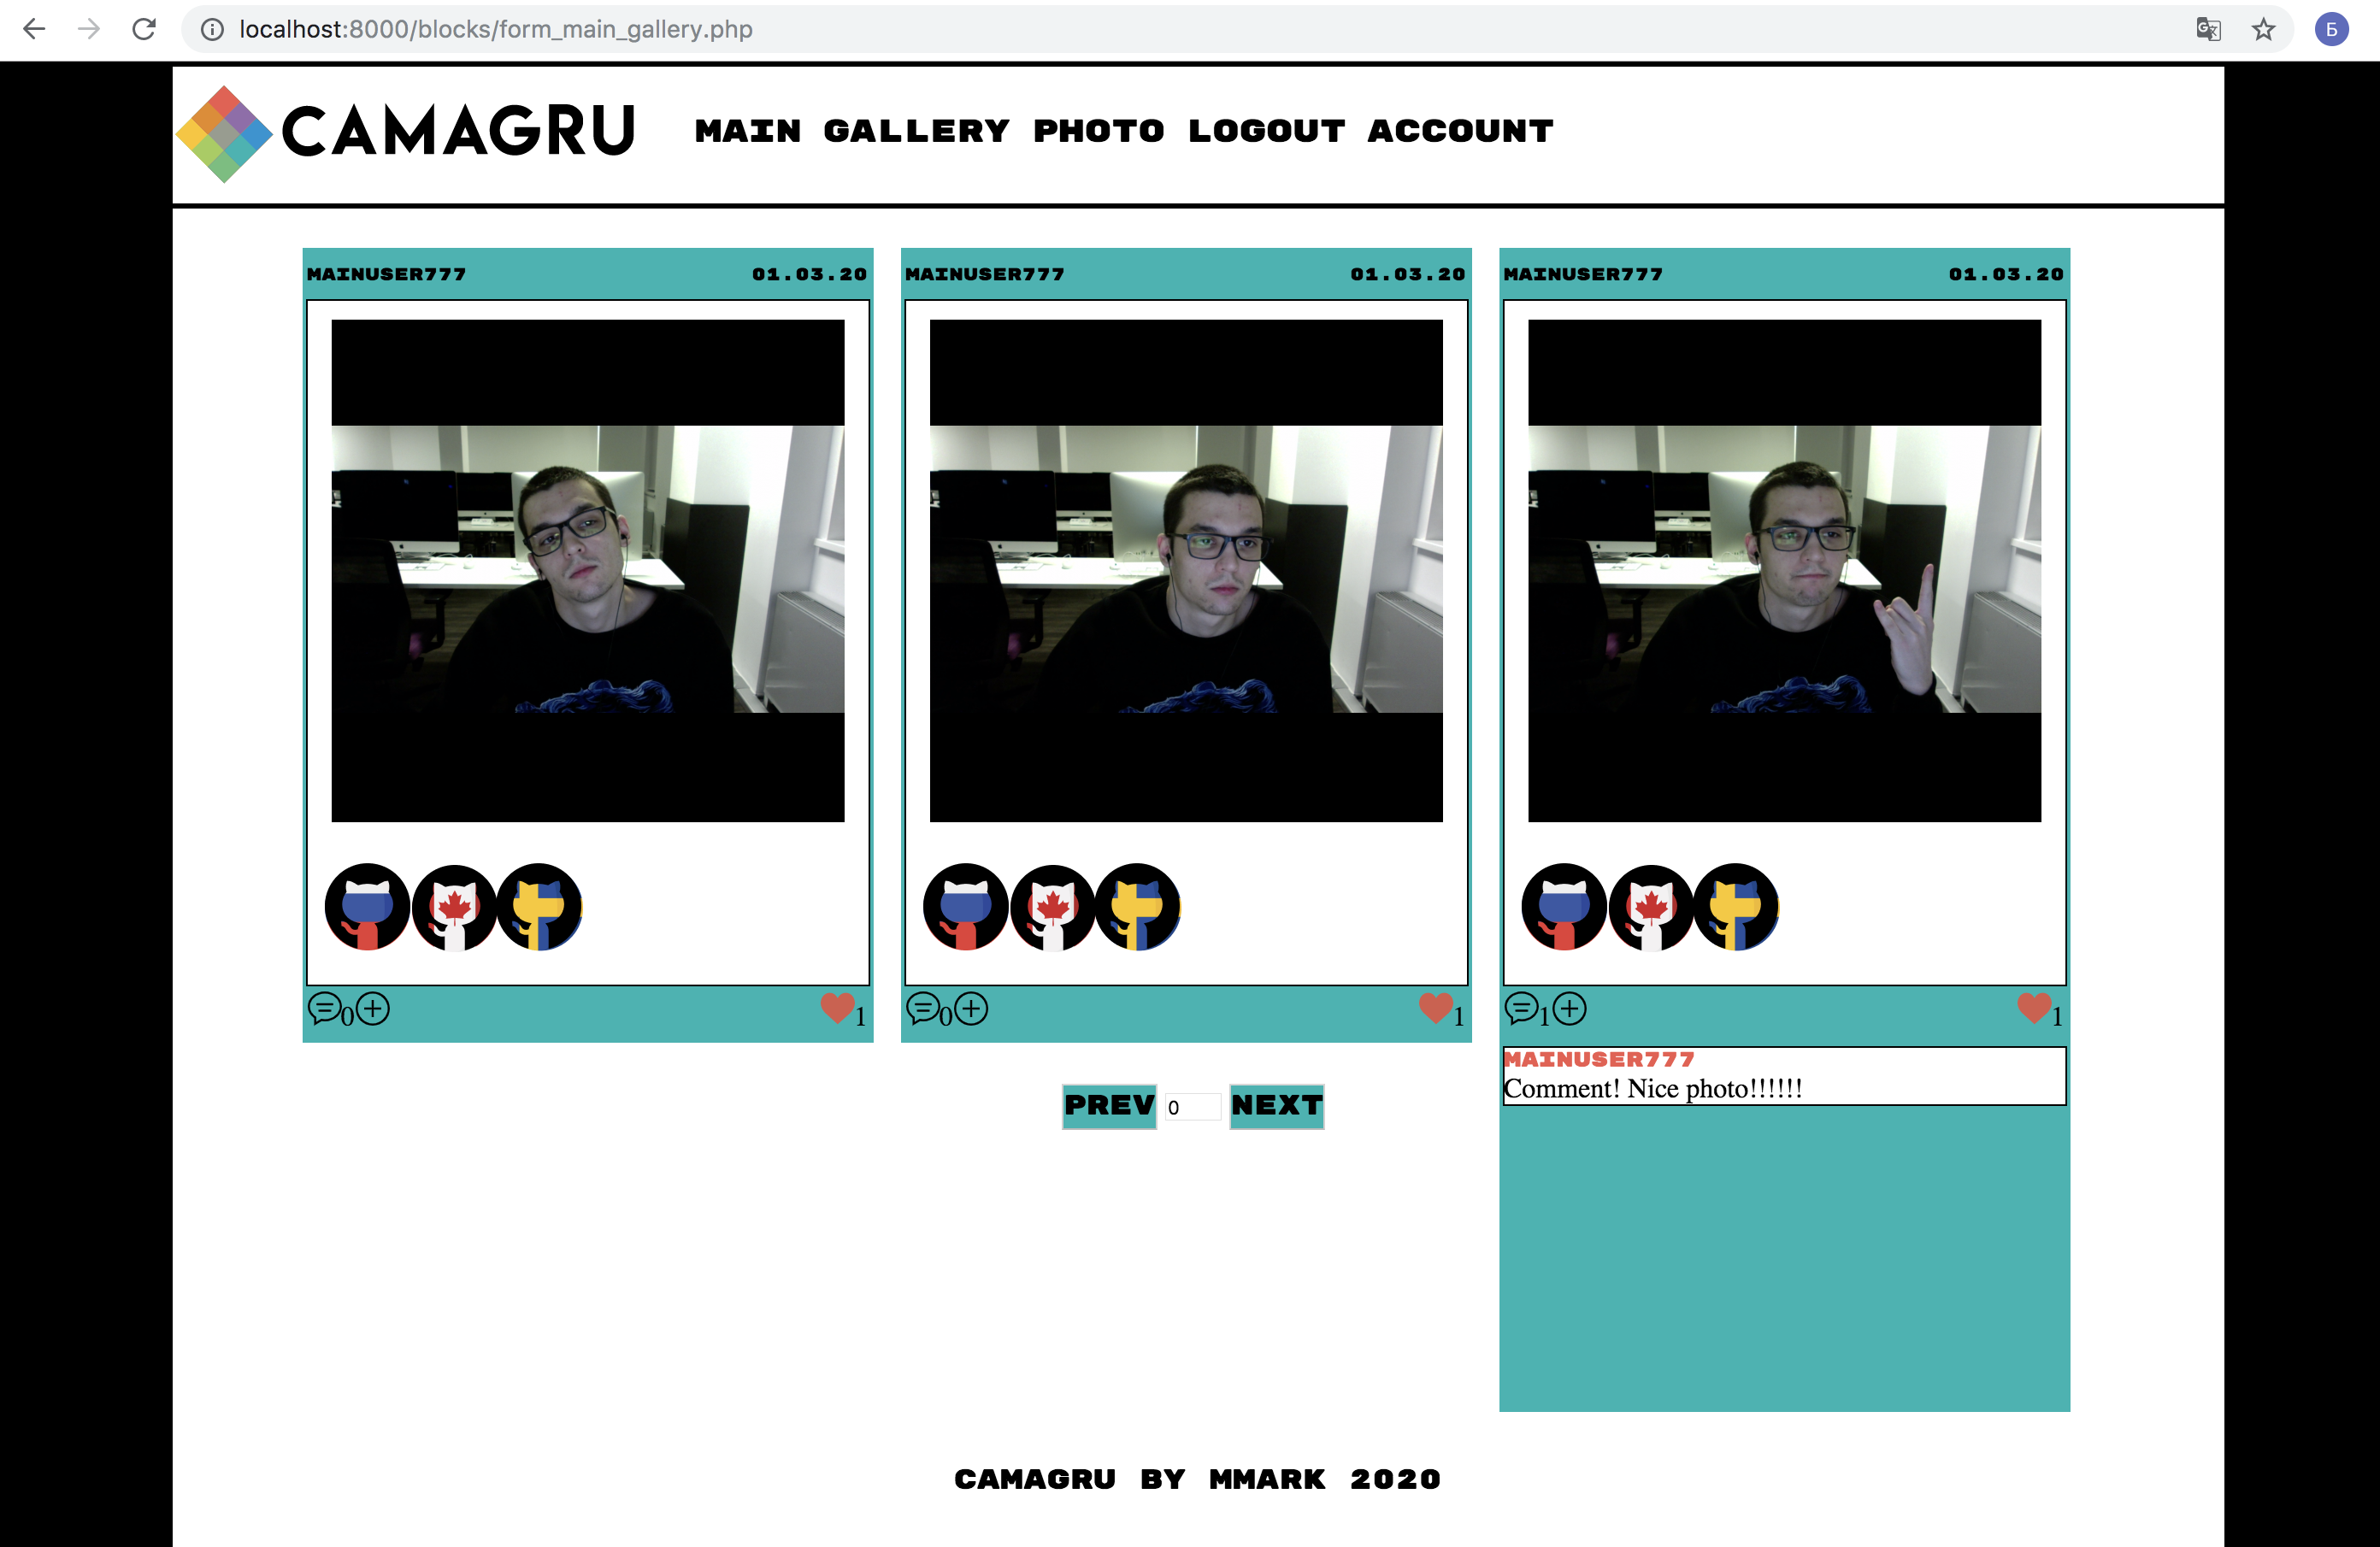 localhost:8000/blocks/form_main_gallery.php
Б
CAMAGRU
MAIN GALLERY PHOTO LOGOUT ACCOUNT
MAINUSER777 01.03.20
MAINUSER777 01.03.20
MAINUSER777 01.03.20
0 1
0 1
1 1
MAINUSER777
Comment! Nice photo!!!!!!
PREV 0 NEXT
CAMAGRU BY MMARK 2020